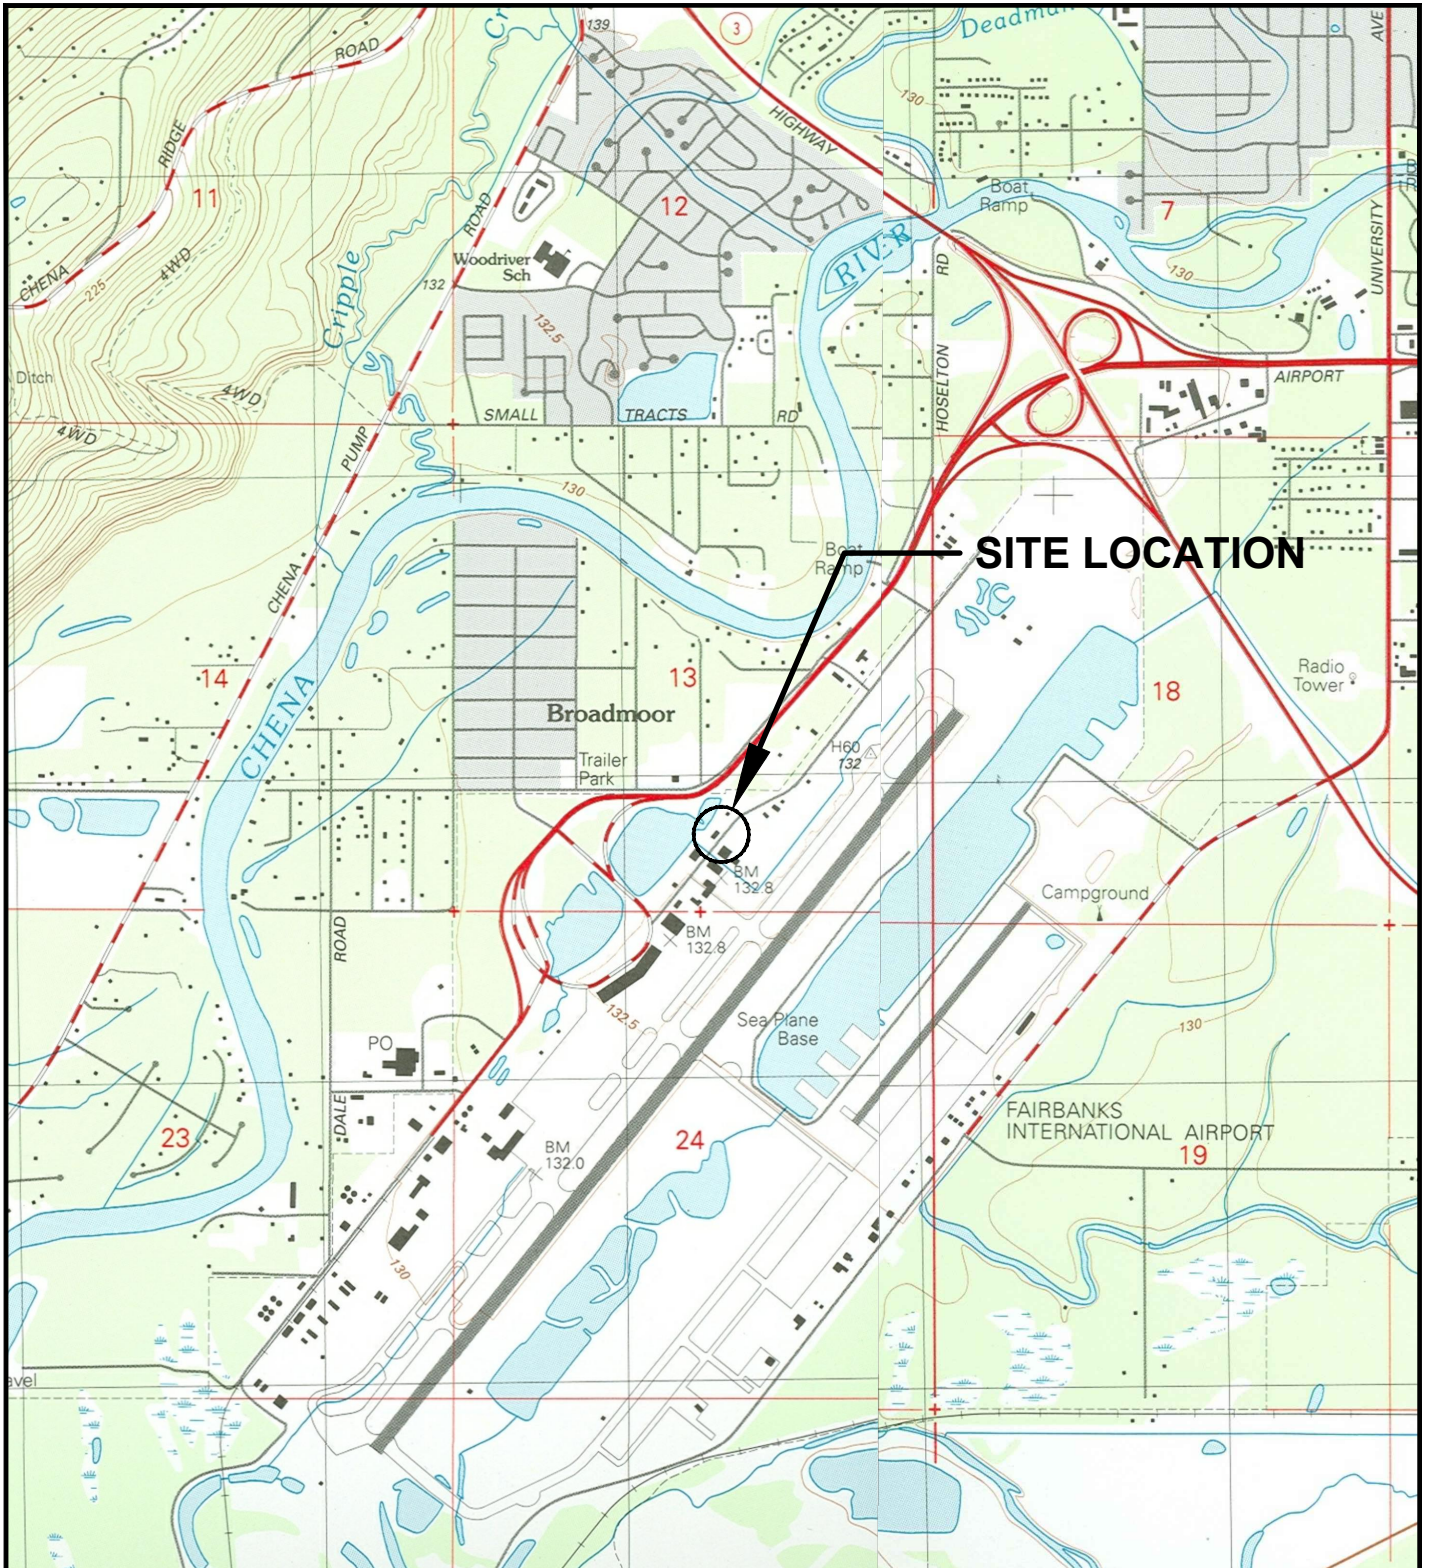 139
3
Deadman
AVE
ROAD
HIGHWAY
130
RIDGE
11
12
ROAD
Boat
Ramp
7
UNIVERSITY
4WD
CHENA
225
Cripple
Woodriver
Sch
132
RIVER
RD
130
132.5
HOSELTON
Ditch
4WD
4WD
SMALL
TRACTS
RD
AIRPORT
PUMP
130
Boat
Ramp
SITE LOCATION
CHENA
14
13
18
Radio
Tower
CHENA
Broadmoor
Trailer
Park
H60
132
BM
132.8
Campground
ROAD
BM
132.8
132.5
Sea Plane
Base
130
PO
DALE
23
FAIRBANKS
INTERNATIONAL AIRPORT
24
19
BM
132.0
130
avel